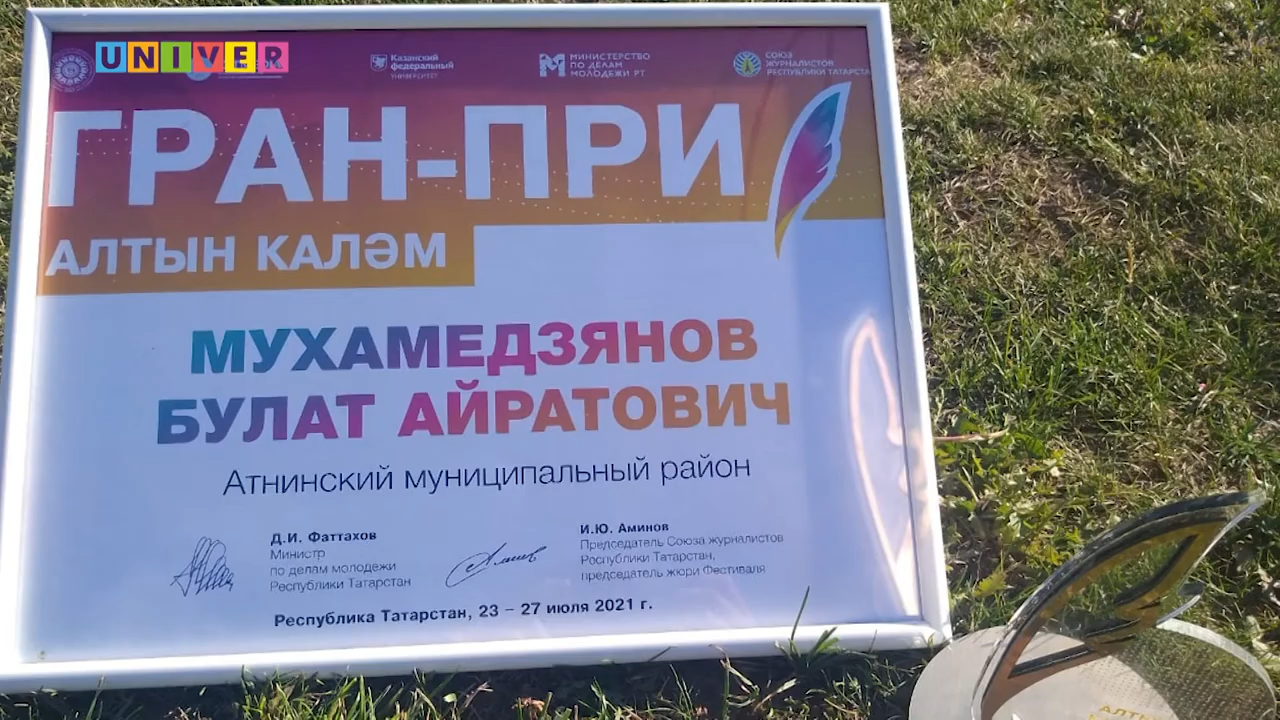 UNIVER
Казанский
федеральный
УНИВЕРСИТЕТ
МИНИСТЕРСТВО
ПО ДЕЛАМ
МОЛОДЕЖИ РТ
СОЮЗ
ЖУРНАЛИСТОВ
РЕСПУБЛИКИ ТАТАРСТАН
ГРАН-ПРИ
АЛТЫН КАЛӘМ
МУХАМЕДЗЯНОВ
БУЛАТ АЙРАТОВИЧ
Атнинский муниципальный район
Д.И. Фаттахов
Министр
по делам молодежи
Республики Татарстан
И.Ю. Аминов
Председатель Союза журналистов
Республики Татарстан,
председатель жюри Фестиваля
Республика Татарстан, 23 – 27 июля 2021 г.